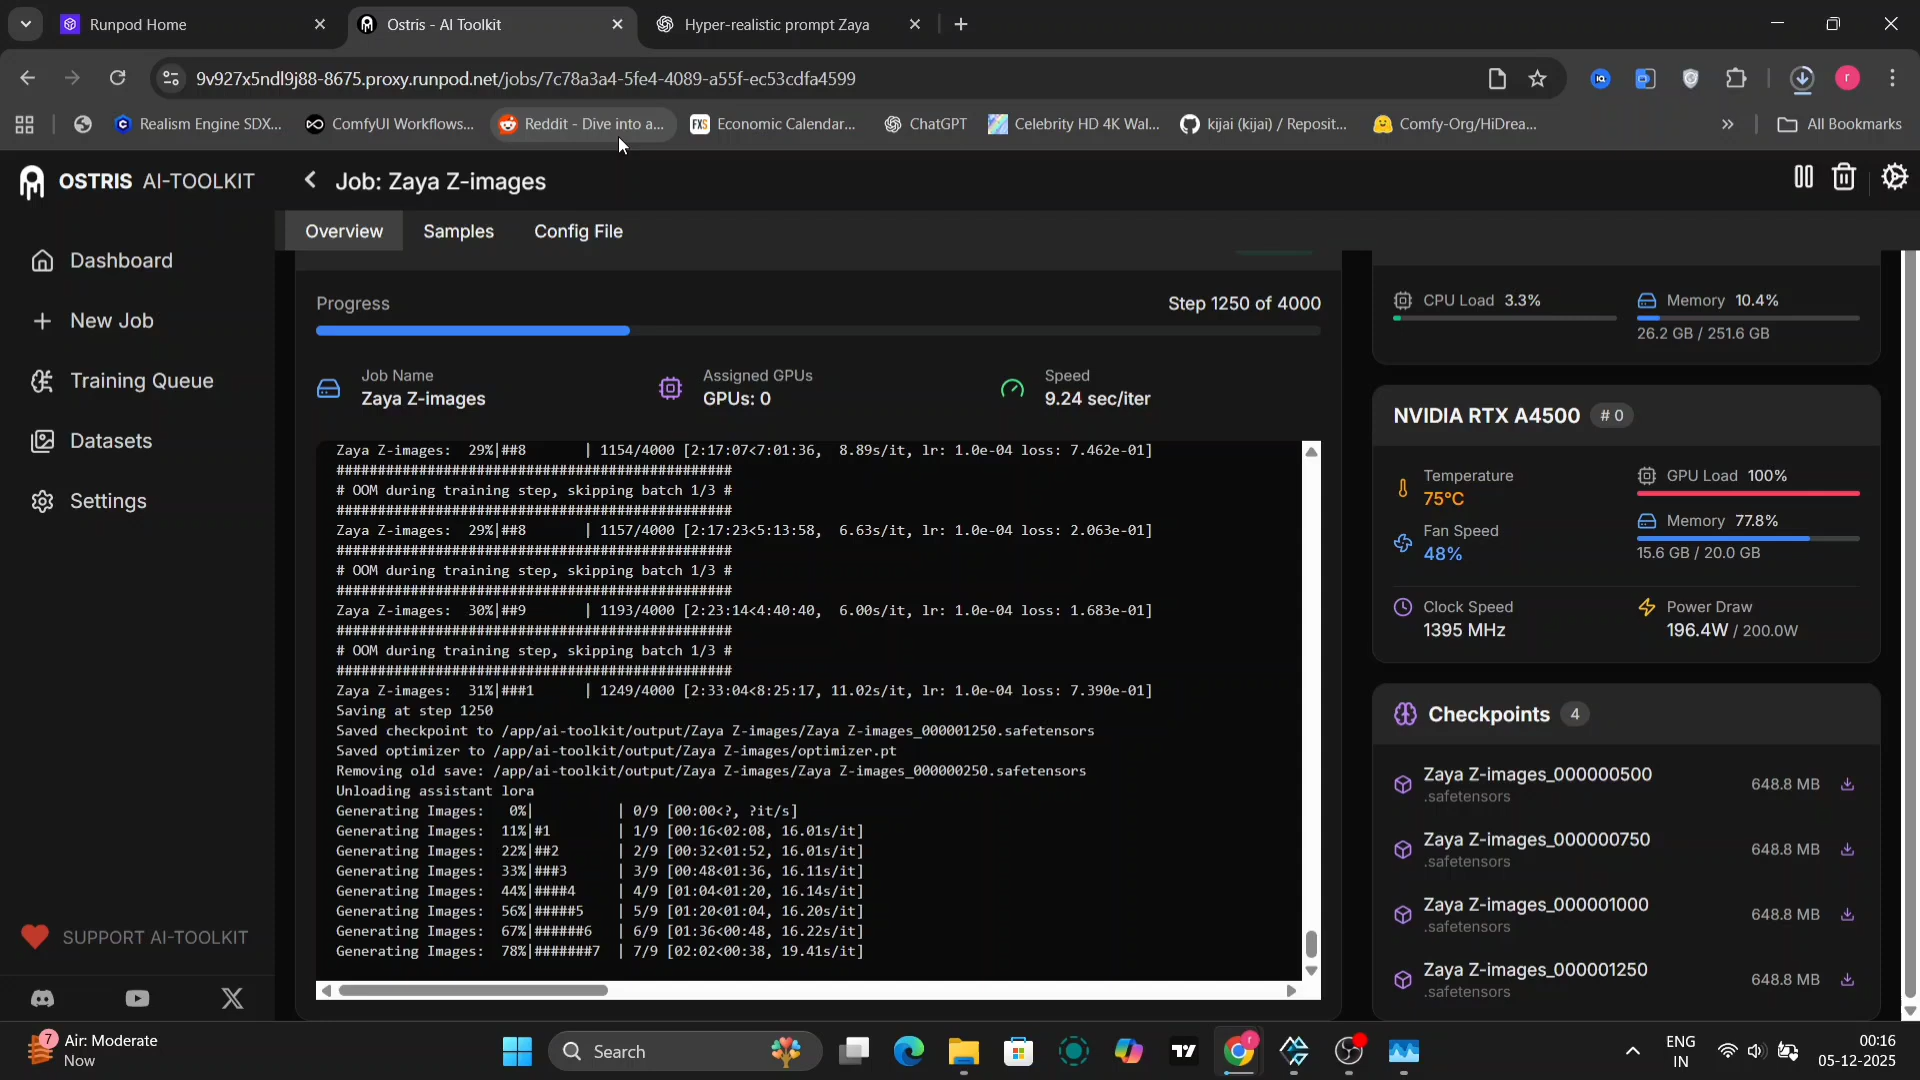 Runpod Home
Ostris - AI Toolkit
Hyper-realistic prompt Zaya
9v927x5ndl9j88-8675.proxy.runpod.net/jobs/7c78a3a4-5fe4-4089-a55f-ec53cdfa4599
Realism Engine SDX...
ComfyUI Workflows...
Reddit - Dive into a...
Economic Calendar...
ChatGPT
Celebrity HD 4K Wal...
kijai (kijai) / Reposit...
Comfy-Org/HiDrea...
All Bookmarks
OSTRIS AI-TOOLKIT
Job: Zaya Z-images
Overview
Samples
Config File
Dashboard
New Job
Training Queue
Datasets
Settings
SUPPORT AI-TOOLKIT
Progress
Step 1250 of 4000
Job Name
Zaya Z-images
Assigned GPUs
GPUs: 0
Speed
9.24 sec/iter
Zaya Z-images:  29%|##8       | 1154/4000 [2:17:07<7:01:36,  8.89s/it, lr: 1.0e-04 loss: 7.462e-01]
################################################
# OOM during training step, skipping batch 1/3 #
################################################
Zaya Z-images:  29%|##8       | 1157/4000 [2:17:23<5:13:58,  6.63s/it, lr: 1.0e-04 loss: 2.063e-01]
################################################
# OOM during training step, skipping batch 1/3 #
################################################
Zaya Z-images:  30%|##9       | 1193/4000 [2:23:14<4:40:40,  6.00s/it, lr: 1.0e-04 loss: 1.683e-01]
################################################
# OOM during training step, skipping batch 1/3 #
################################################
Zaya Z-images:  31%|###1      | 1249/4000 [2:33:04<8:25:17, 11.02s/it, lr: 1.0e-04 loss: 7.390e-01]
Saving at step 1250
Saved checkpoint to /app/ai-toolkit/output/Zaya Z-images/Zaya Z-images_000001250.safetensors
Saved optimizer to /app/ai-toolkit/output/Zaya Z-images/optimizer.pt
Removing old save: /app/ai-toolkit/output/Zaya Z-images/Zaya Z-images_000000250.safetensors
Unloading assistant lora
Generating Images:   0%|          | 0/9 [00:00<?, ?it/s]
Generating Images:  11%|#1        | 1/9 [00:16<02:08, 16.01s/it]
Generating Images:  22%|##2       | 2/9 [00:32<01:52, 16.01s/it]
Generating Images:  33%|###3      | 3/9 [00:48<01:36, 16.11s/it]
Generating Images:  44%|####4     | 4/9 [01:04<01:20, 16.14s/it]
Generating Images:  56%|#####5    | 5/9 [01:20<01:04, 16.20s/it]
Generating Images:  67%|######6   | 6/9 [01:36<00:48, 16.22s/it]
Generating Images:  78%|#######7  | 7/9 [02:02<00:38, 19.41s/it]
CPU Load 3.3%
Memory 10.4%
26.2 GB / 251.6 GB
NVIDIA RTX A4500 # 0
Temperature
75°C
GPU Load 100%
Fan Speed
48%
Memory 77.8%
15.6 GB / 20.0 GB
Clock Speed
1395 MHz
Power Draw
196.4W / 200.0W
Checkpoints 4
Zaya Z-images_000000500
.safetensors
648.8 MB
Zaya Z-images_000000750
.safetensors
648.8 MB
Zaya Z-images_000001000
.safetensors
648.8 MB
Zaya Z-images_000001250
.safetensors
648.8 MB
7
Air: Moderate
Now
Search
ENG
IN
00:16
05-12-2025